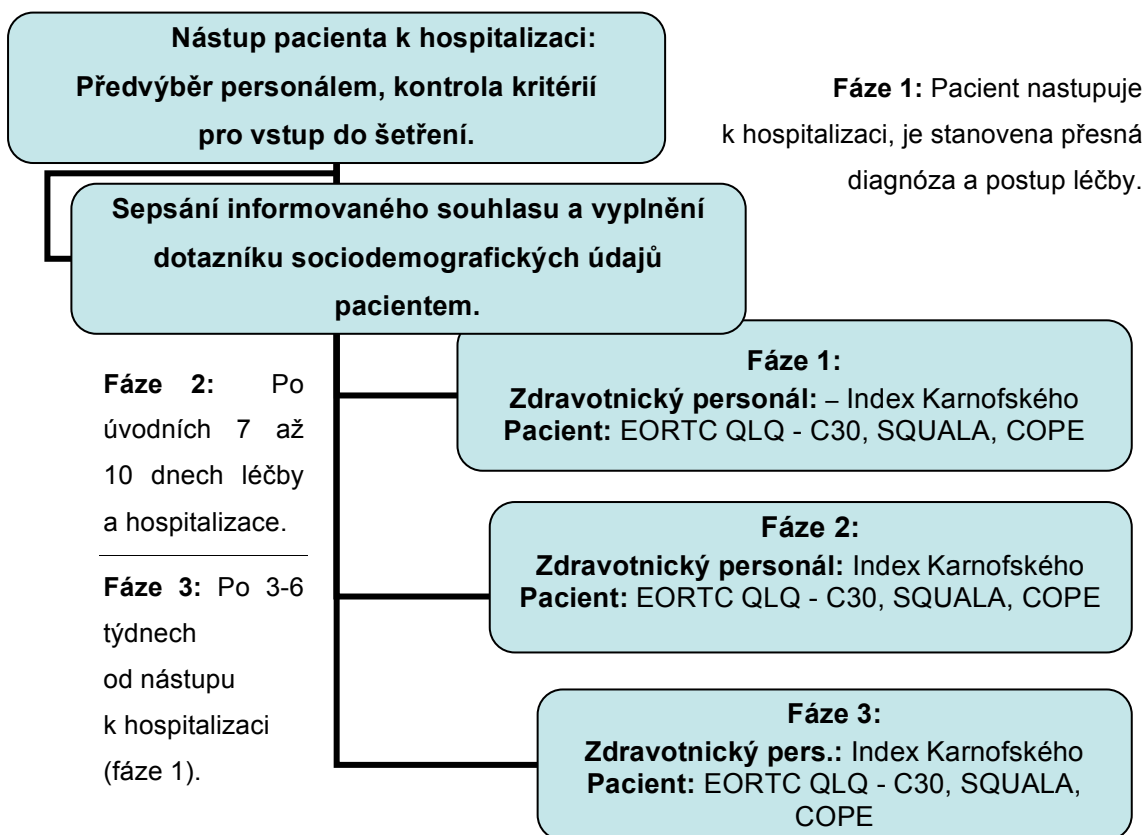 Nástup pacienta k hospitalizaci:
Předvýběr personálem, kontrola kritérií
pro vstup do šetření.
Fáze 1: Pacient nastupuje
k hospitalizaci, je stanovena přesná
diagnóza a postup léčby.
Sepsání informovaného souhlasu a vyplnění
dotazníku sociodemografických údajů
pacientem.
Fáze 1:
Zdravotnický personál: – Index Karnofského
Pacient: EORTC QLQ - C30, SQUALA, COPE
Fáze 2: Po
úvodních 7 až
10 dnech léčby
a hospitalizace.
Fáze 2:
Zdravotnický personál: Index Karnofského
Pacient: EORTC QLQ - C30, SQUALA, COPE
Fáze 3: Po 3-6
týdnech
od nástupu
k hospitalizaci
(fáze 1).
Fáze 3:
Zdravotnický pers.: Index Karnofského
Pacient: EORTC QLQ - C30, SQUALA,
COPE